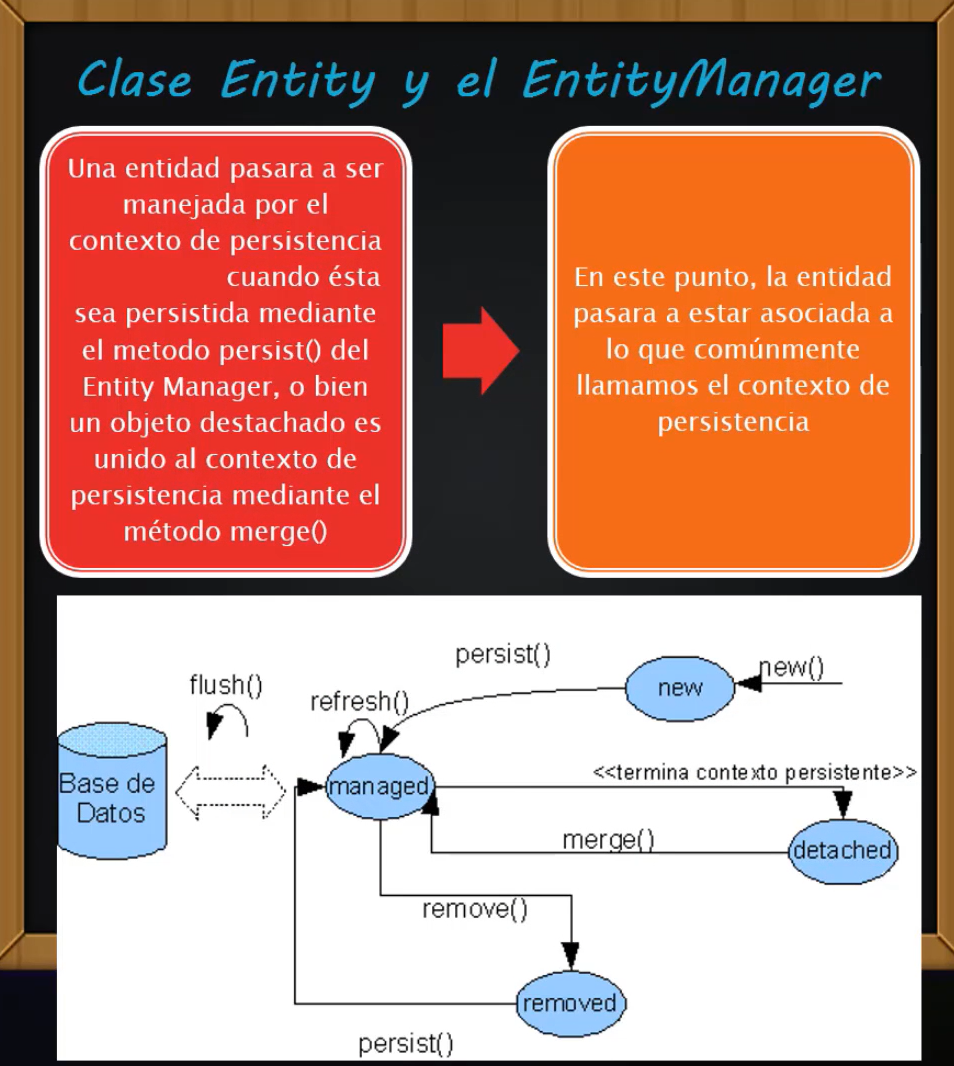 Clase Entity y el EntityManager
Una entidad pasara a ser
manejada por el
contexto de persistencia
cuando ésta
sea persistida mediante
el metodo persist() del
Entity Manager, o bien
un objeto destachado es
unido al contexto de
persistencia mediante el
método merge()
En este punto, la entidad
pasara a estar asociada a
lo que comúnmente
llamamos el contexto de
persistencia
persist()
new
new()
flush()
refresh()
Base de
Datos
managed
<<termina contexto persistente>>
merge()
detached
remove()
removed
persist()